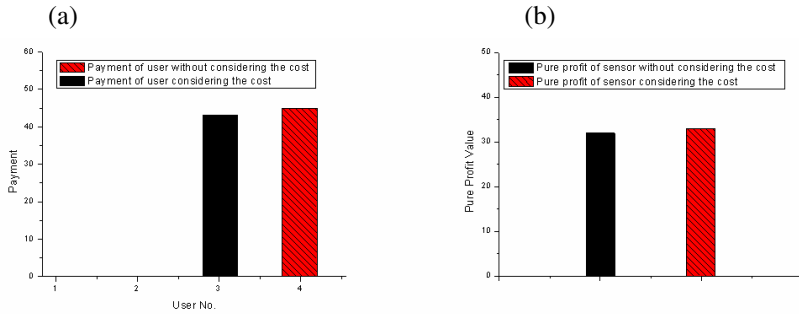 (a)
(b)
Payment of user without considering the cost
Payment of user considering the cost
60
50
40
30
20
10
0
Payment
1
2
3
4
User No.
Pure profit of sensor without considering the cost
Pure profit of sensor considering the cost
50
40
30
20
10
0
Pure Profit Value